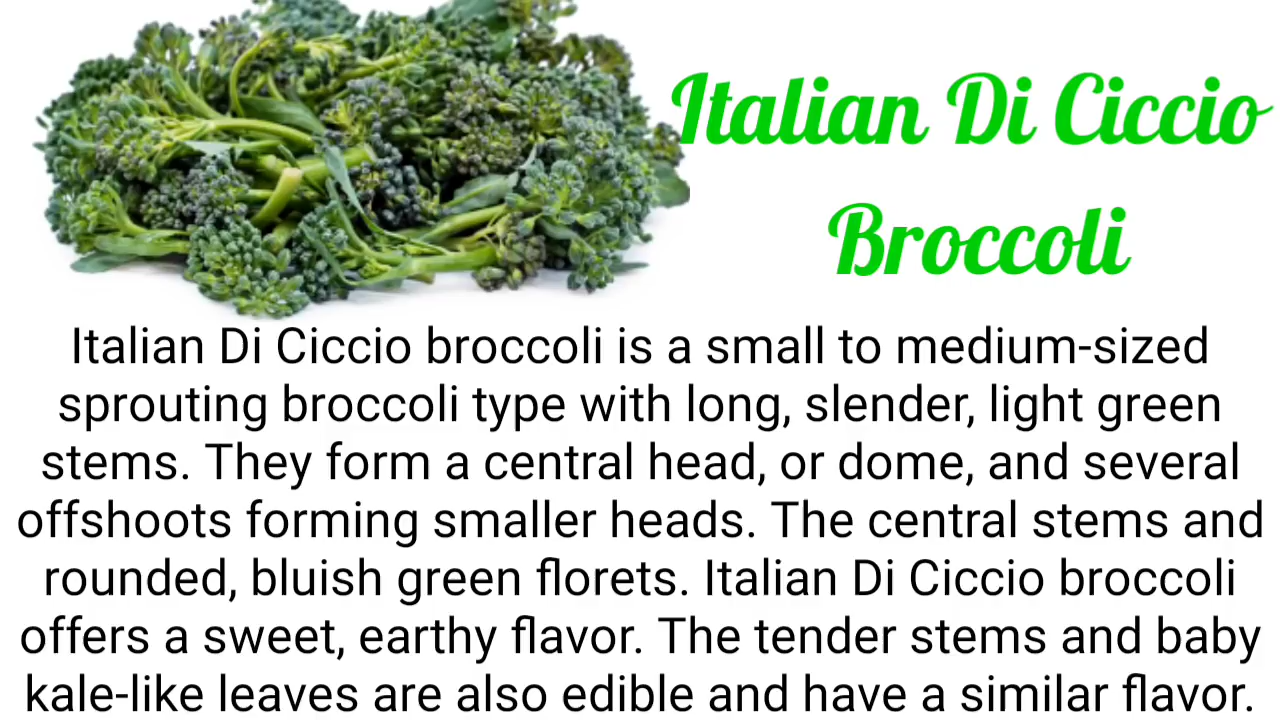 Italian Di Ciccio
Broccoli
Italian Di Ciccio broccoli is a small to medium-sized
sprouting broccoli type with long, slender, light green
stems. They form a central head, or dome, and several
offshoots forming smaller heads. The central stems and
rounded, bluish green florets. Italian Di Ciccio broccoli
offers a sweet, earthy flavor. The tender stems and baby
kale-like leaves are also edible and have a similar flavor.